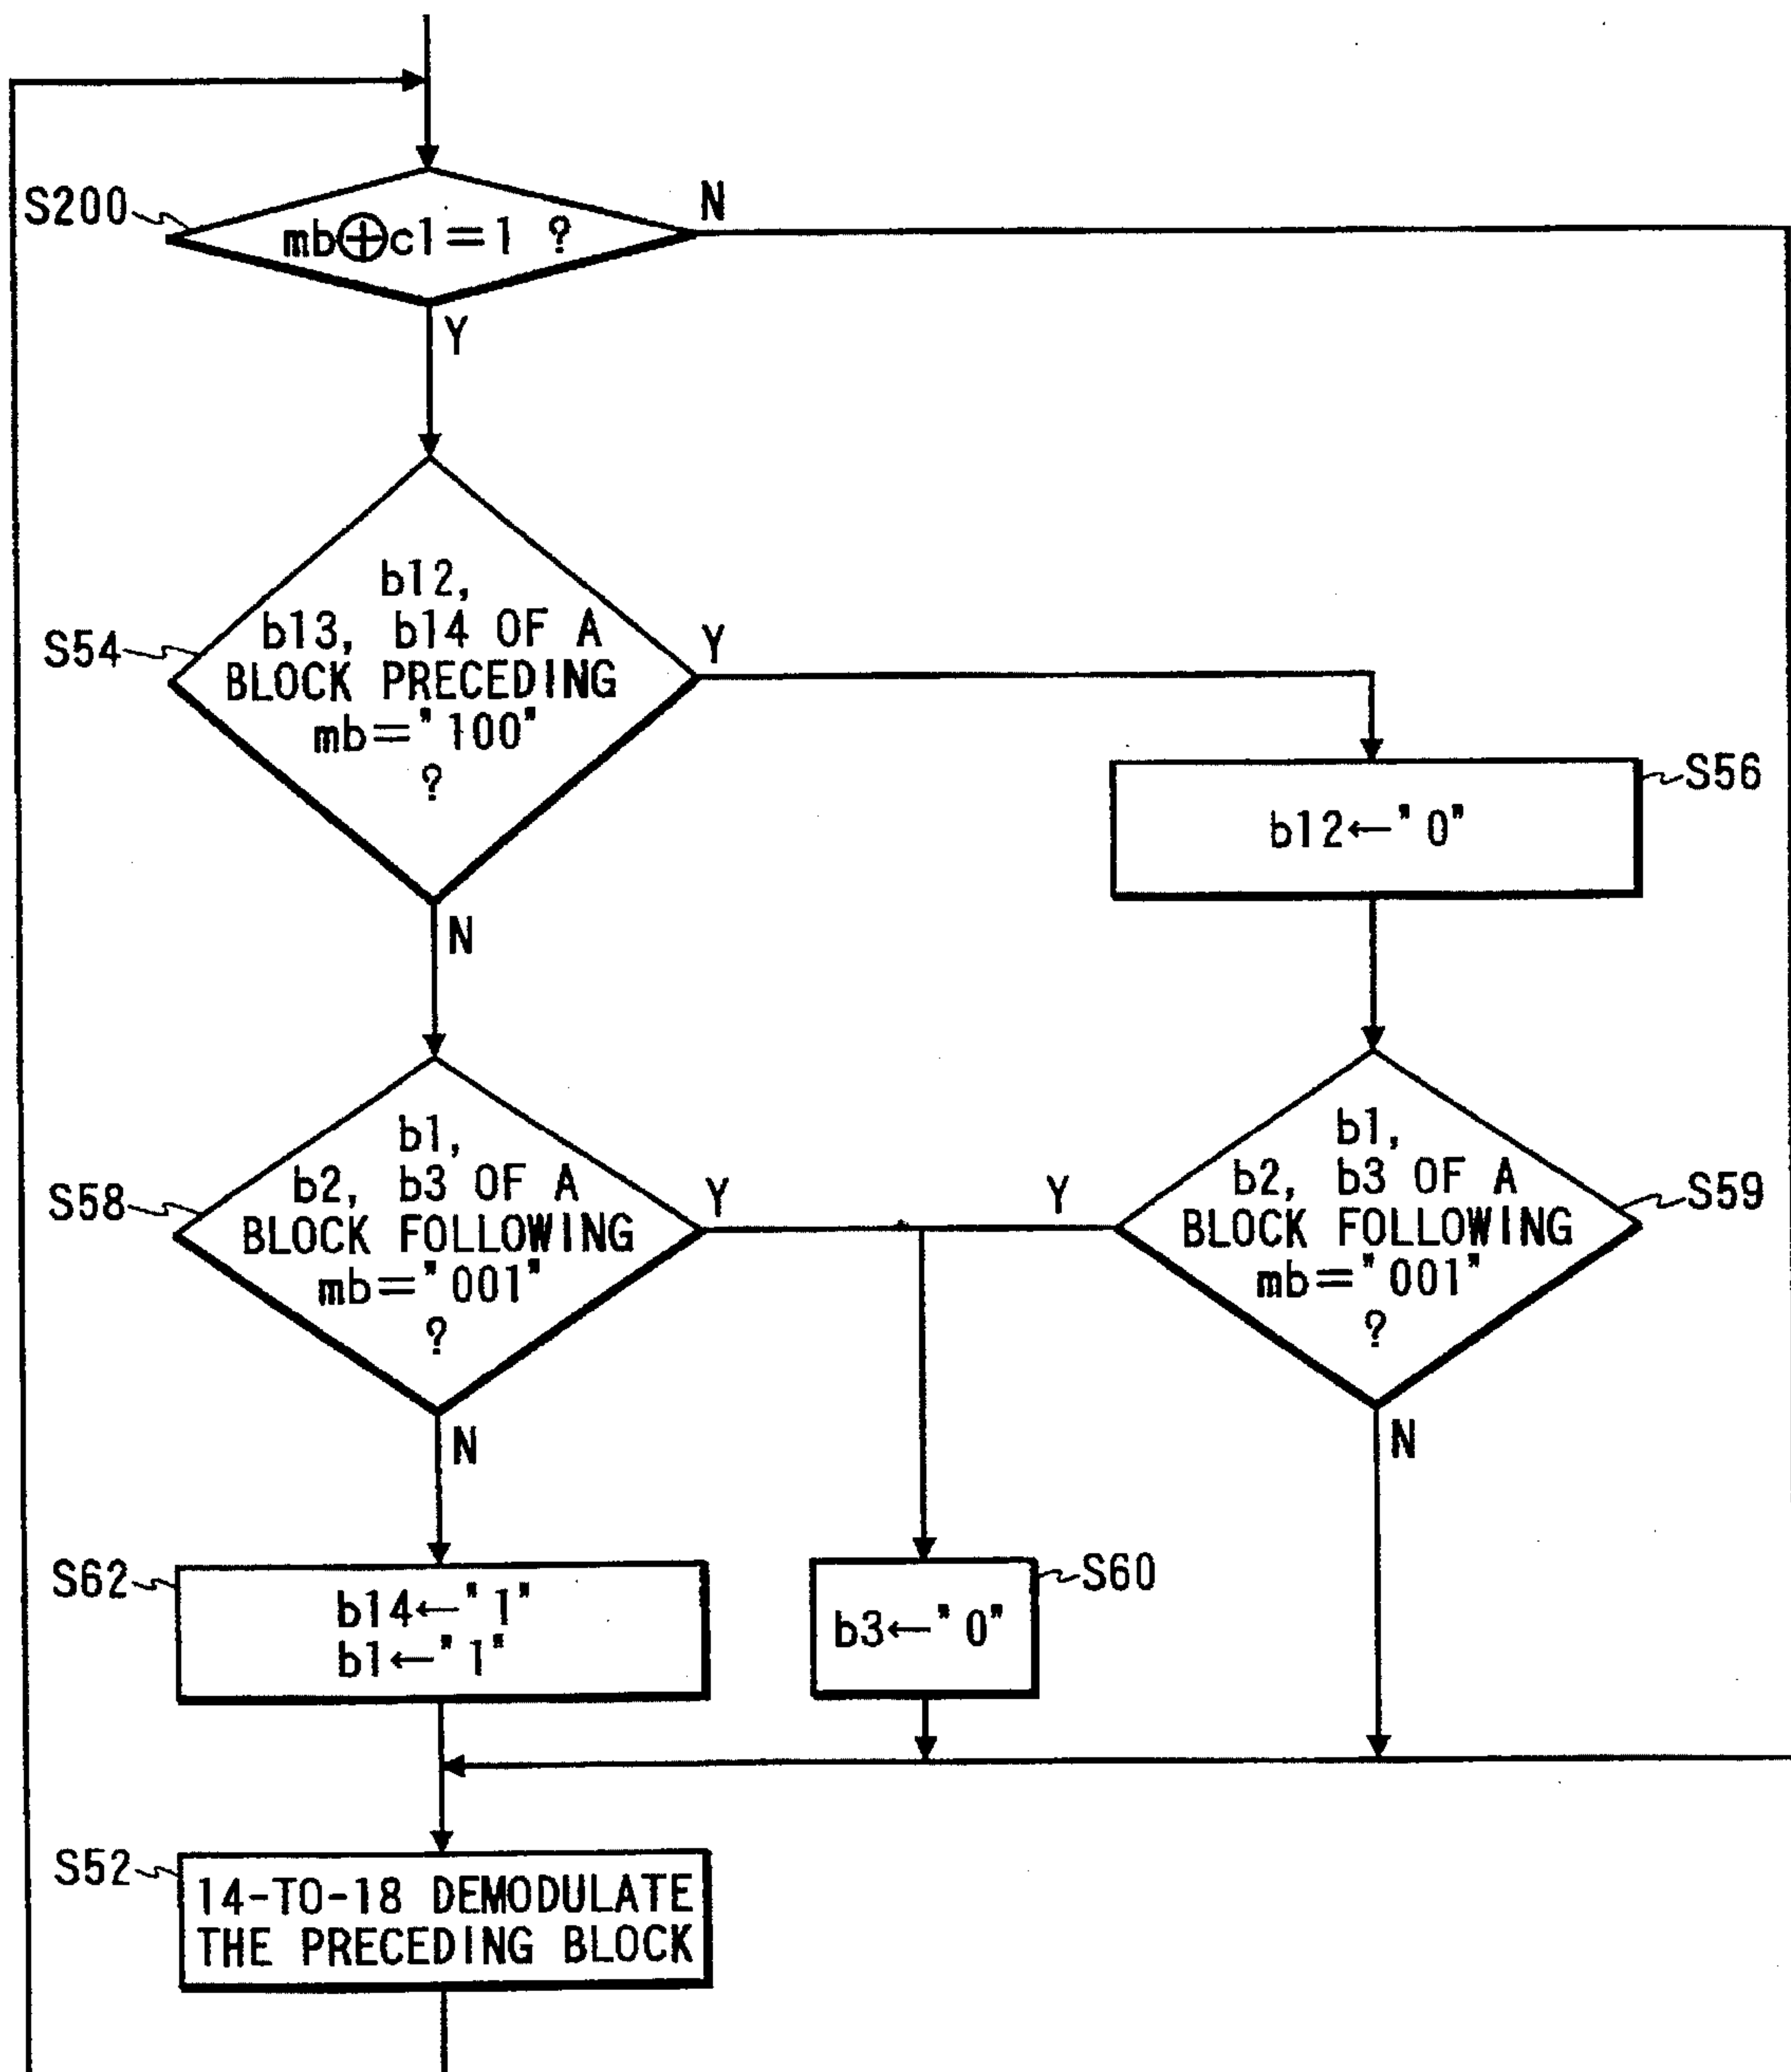 S200
mb⊕c1=1 ?
N
Y
S54
b12,
b13, b14 OF A
BLOCK PRECEDING
mb="100"
?
Y
N
S56
b12←"0"
S58
b1,
b2, b3 OF A
BLOCK FOLLOWING
mb="001"
?
Y
N
S59
b1,
b2, b3 OF A
BLOCK FOLLOWING
mb="001"
?
Y
N
S62
b14←"1"
b1←"1"
S60
b3←"0"
S52
14-TO-18 DEMODULATE
THE PRECEDING BLOCK